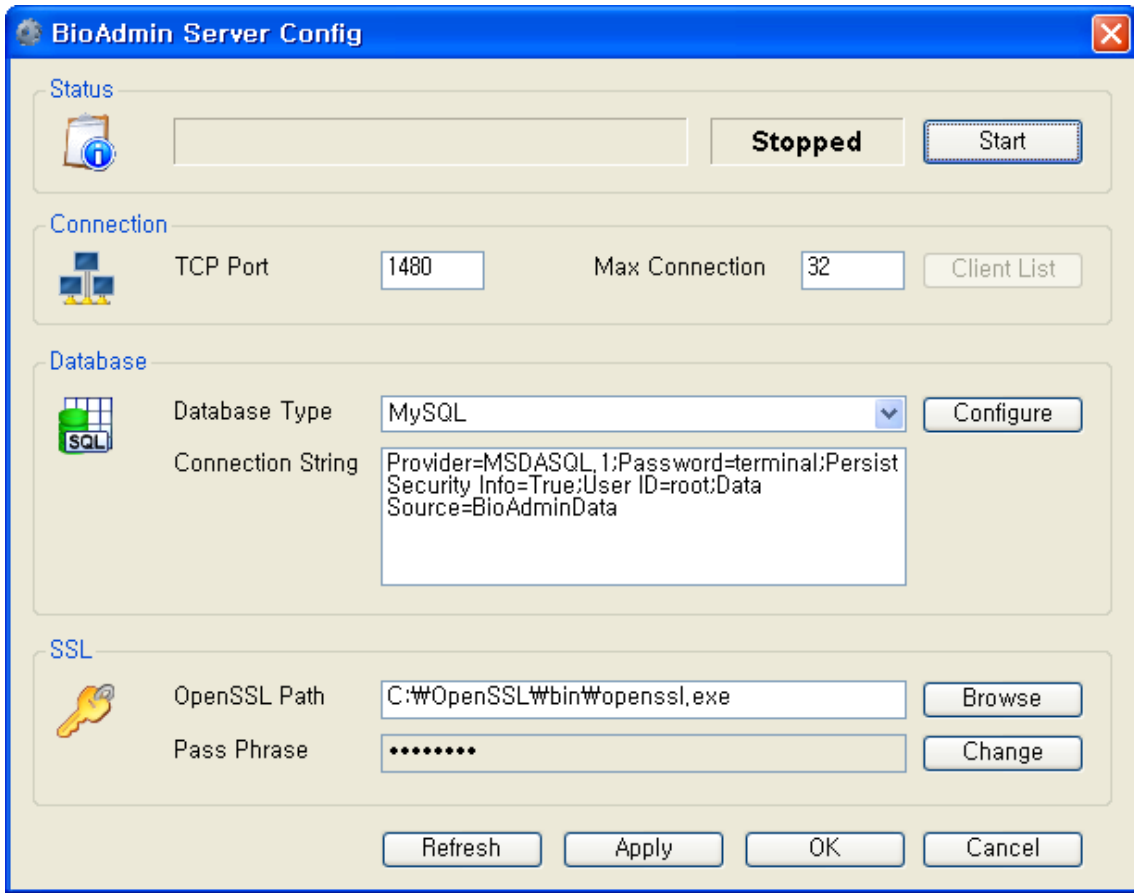 BioAdmin Server Config
Status
Stopped
Start
Connection
TCP Port
1480
Max Connection
32
Client List
Database
SQL
Database Type
MySQL
Configure
Connection String
Provider=MSDASQL.1;Password=terminal;Persist
Security Info=True;User ID=root;Data
Source=BioAdminData
SSL
OpenSSL Path
C:₩OpenSSL₩bin₩openssl.exe
Browse
Pass Phrase
••••••••
Change
Refresh
Apply
OK
Cancel